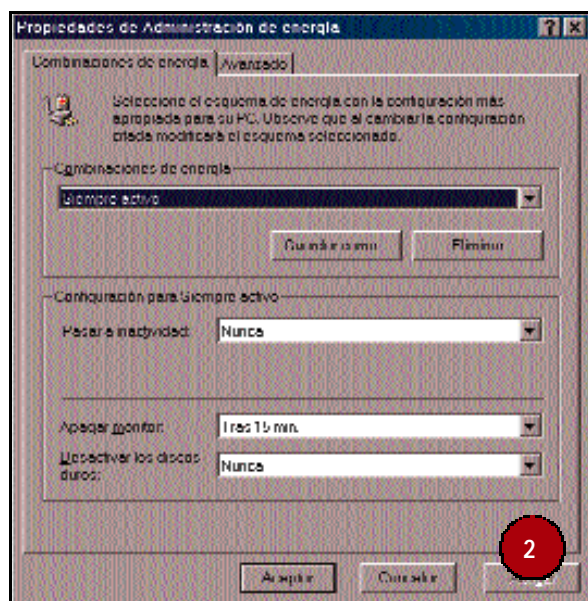 Propiedades de Administración de energía
Combinaciones de energía
Avanzado
Seleccione el esquema de energía con la configuración más
apropiada para su PC. Observe que al cambiar la configuración
citada modificará el esquema seleccionado.
Combinaciones de energía
Siempre activo
Guardar como
Eliminar
Configuración para Siempre activo
Pasar a inactividad:
Nunca
Apagar monitor:
Tras 15 min.
Desactivar los discos
duros:
Nunca
2
Aceptar
Cancelar